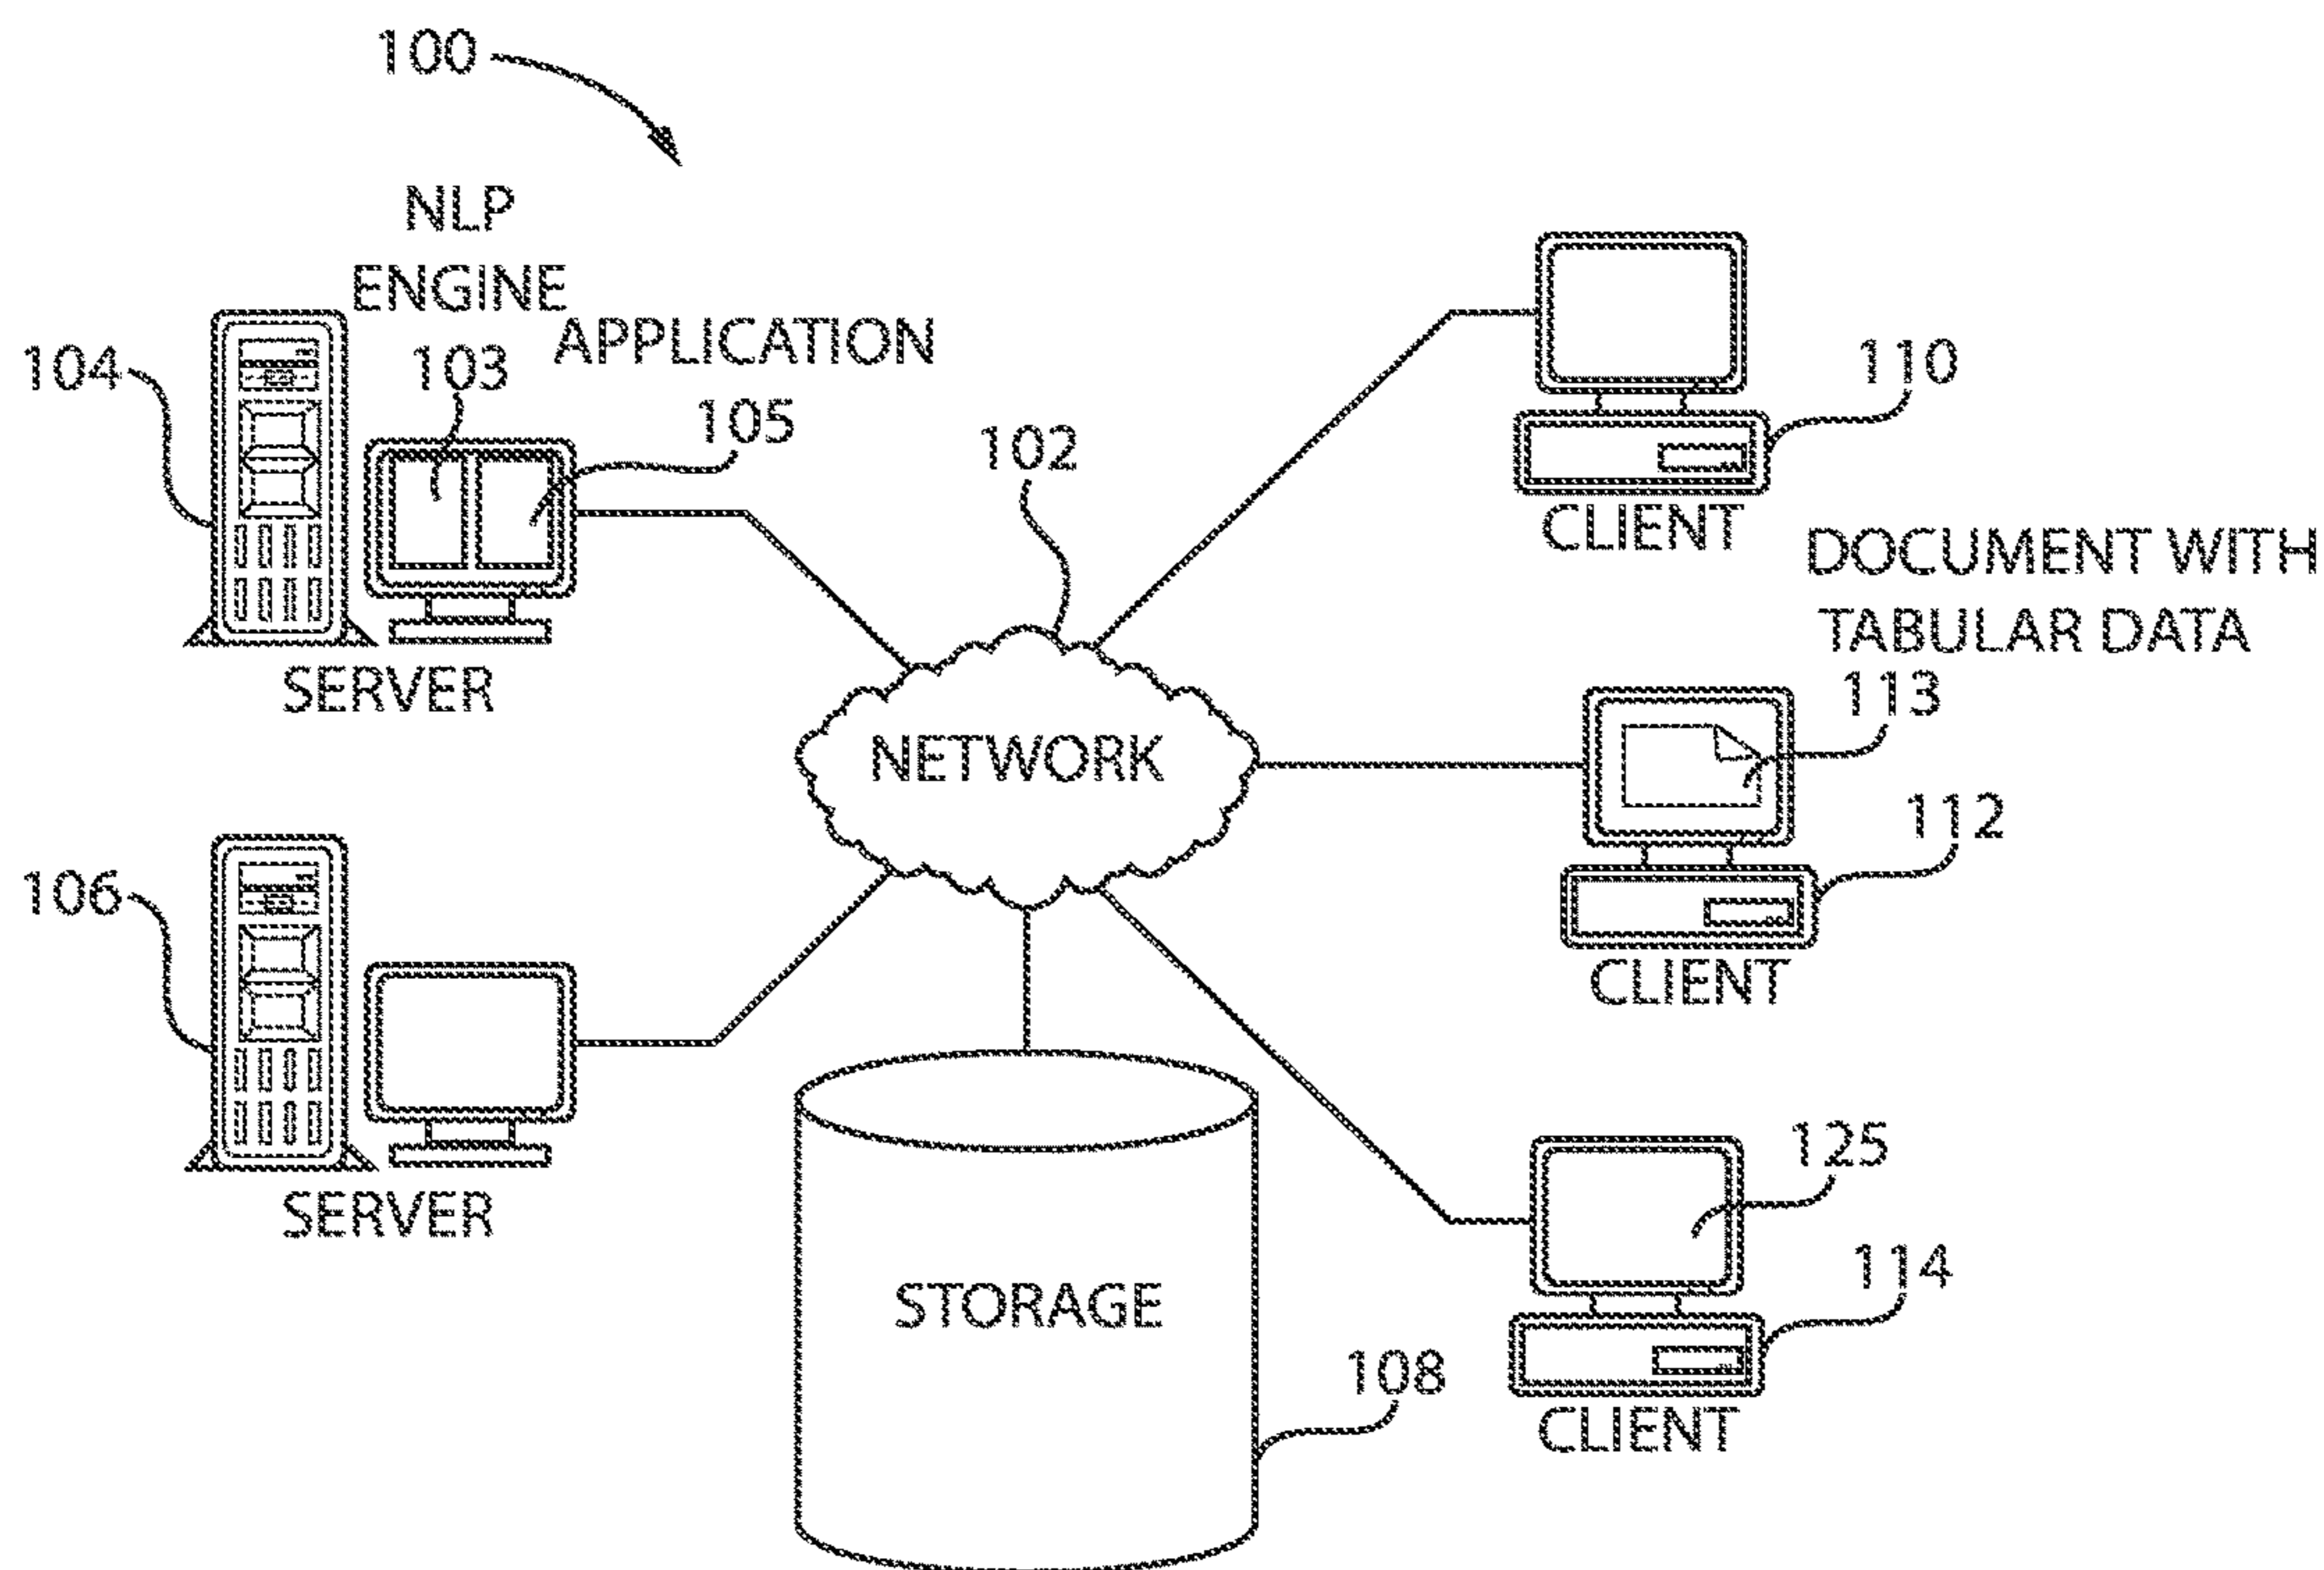 100
NLP
ENGINE
APPLICATION
104
103
105
SERVER
102
NETWORK
110
CLIENT
DOCUMENT WITH
TABULAR DATA
113
112
CLIENT
106
SERVER
STORAGE
108
125
114
CLIENT